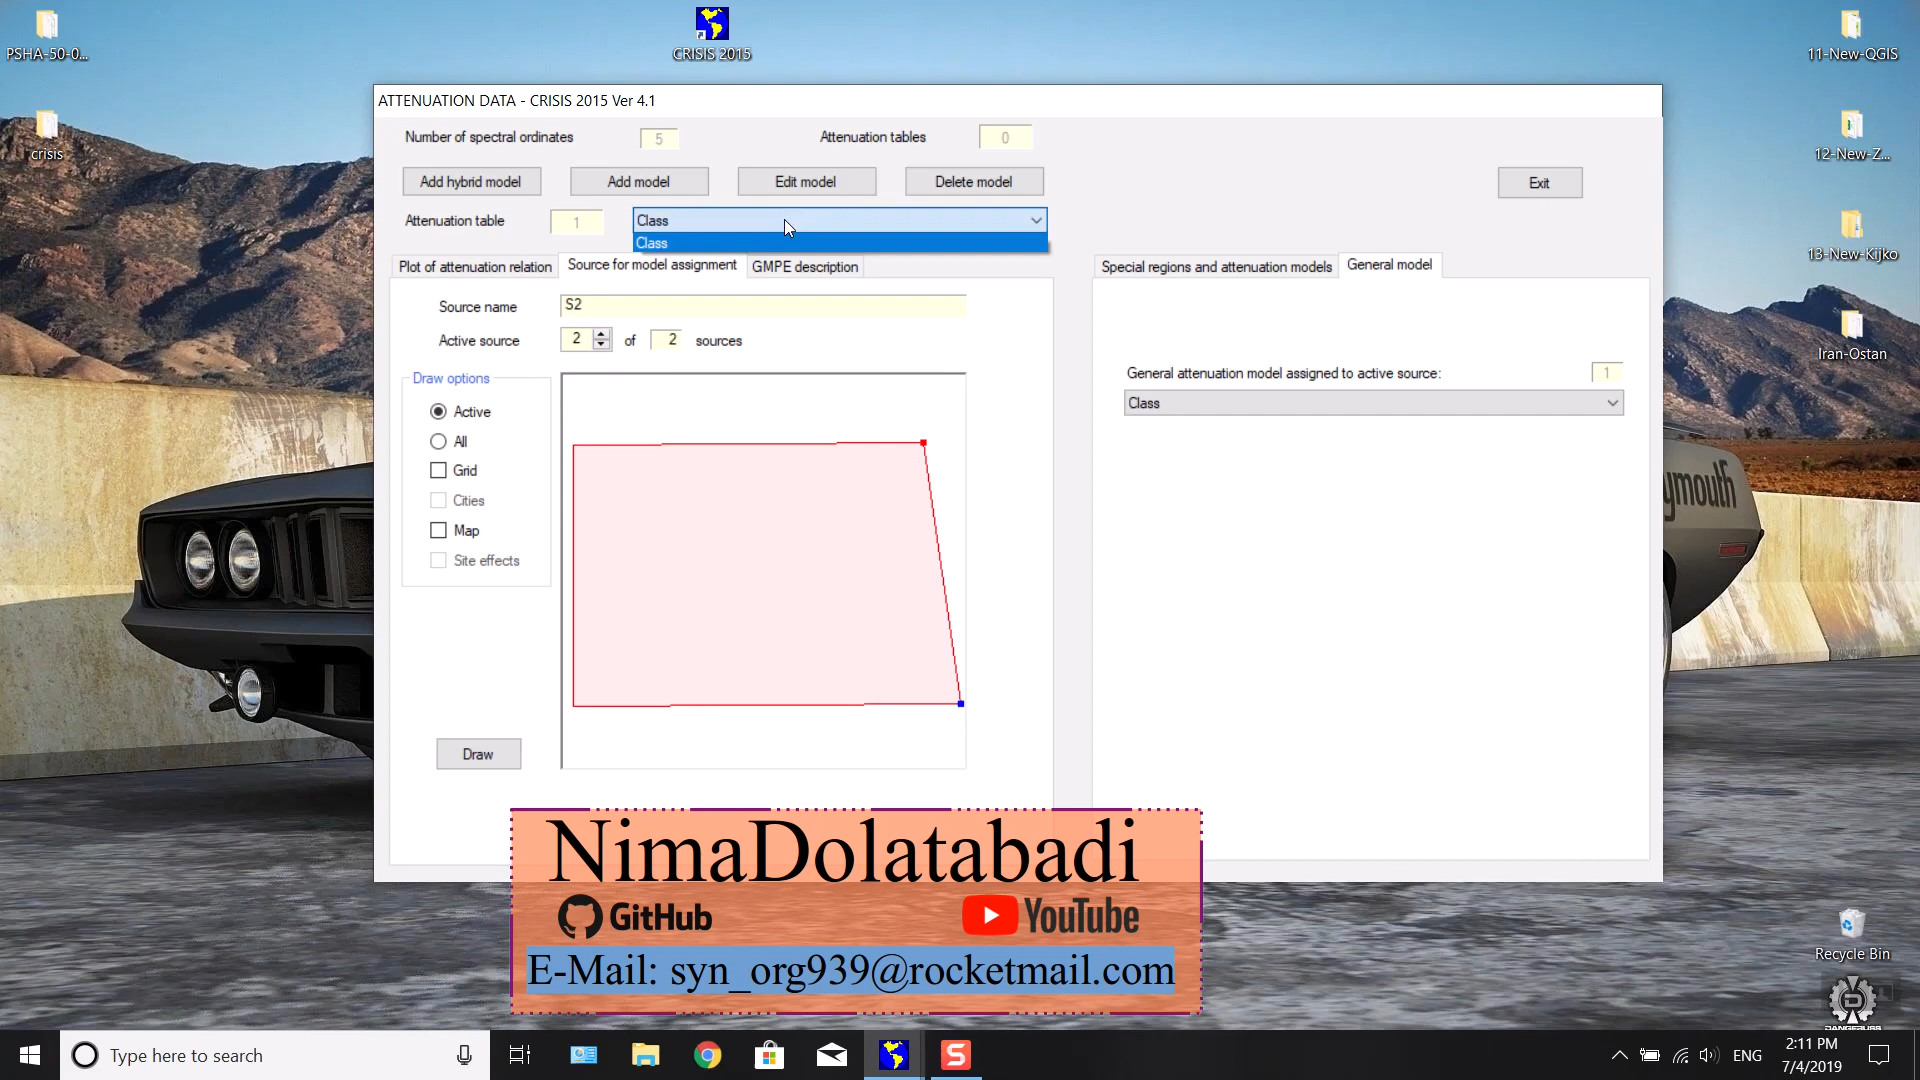 PSHA-50-0...
CRISIS 2015
11-New-QGIS
crisis
12-New-Z...
13-New-Kijko
Iran-Ostan
Recycle Bin
ATTENUATION DATA - CRISIS 2015 Ver 4.1
Number of spectral ordinates 5 Attenuation tables 0
Add hybrid model Add model Edit model Delete model Exit
Attenuation table 1 Class
Class
Plot of attenuation relation Source for model assignment GMPE description
Special regions and attenuation models General model
Source name S2
Active source 2 of 2 sources
Draw options
Active
All
Grid
Cities
Map
Site effects
Draw
General attenuation model assigned to active source: 1
Class
ymouth
NimaDolatabadi
GitHub YouTube
E-Mail: syn_org939@rocketmail.com
DANGERUSS
Type here to search
ENG
2:11 PM
7/4/2019